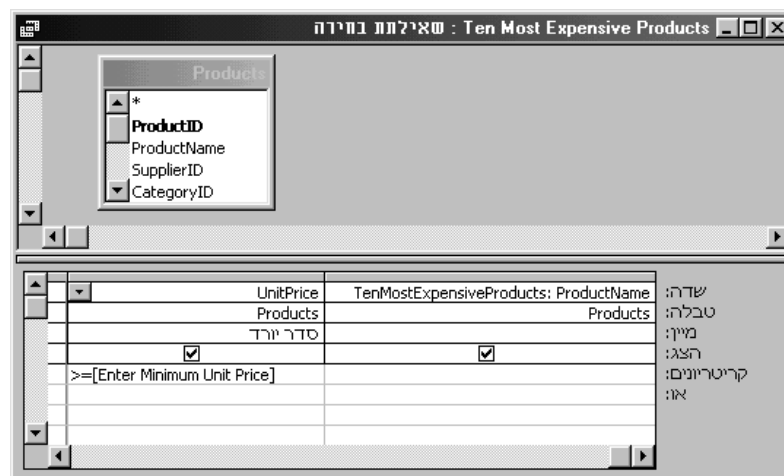 Ten Most Expensive Products : שאילתת בחירה
Products
*
ProductID
ProductName
SupplierID
CategoryID
שדה: TenMostExpensiveProducts: ProductName UnitPrice
טבלה: Products Products
מיין: סדר יורד
הצג:
קריטריונים: >=[Enter Minimum Unit Price]
או: